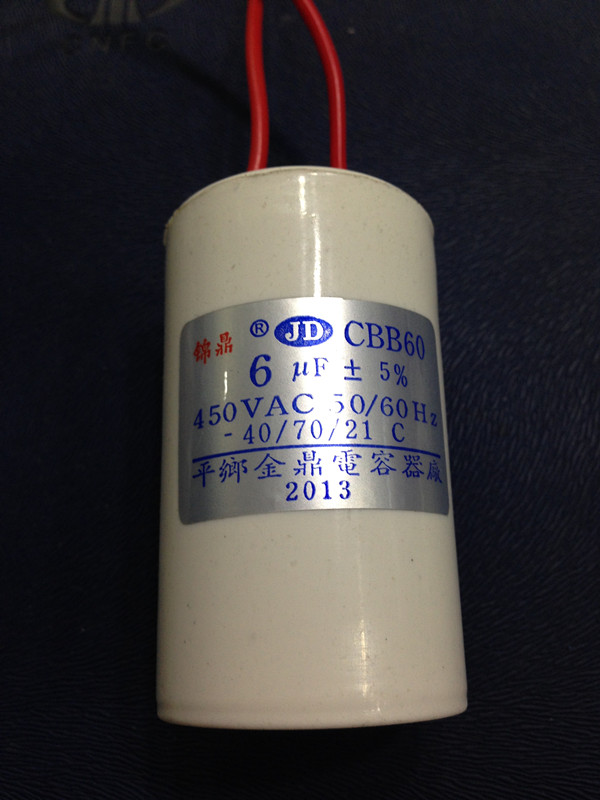 錦鼎 ® JD CBB60
6 μF ± 5%
450VAC 50/60Hz
-40/70/21 C
平鄉金鼎電容器廠
2013